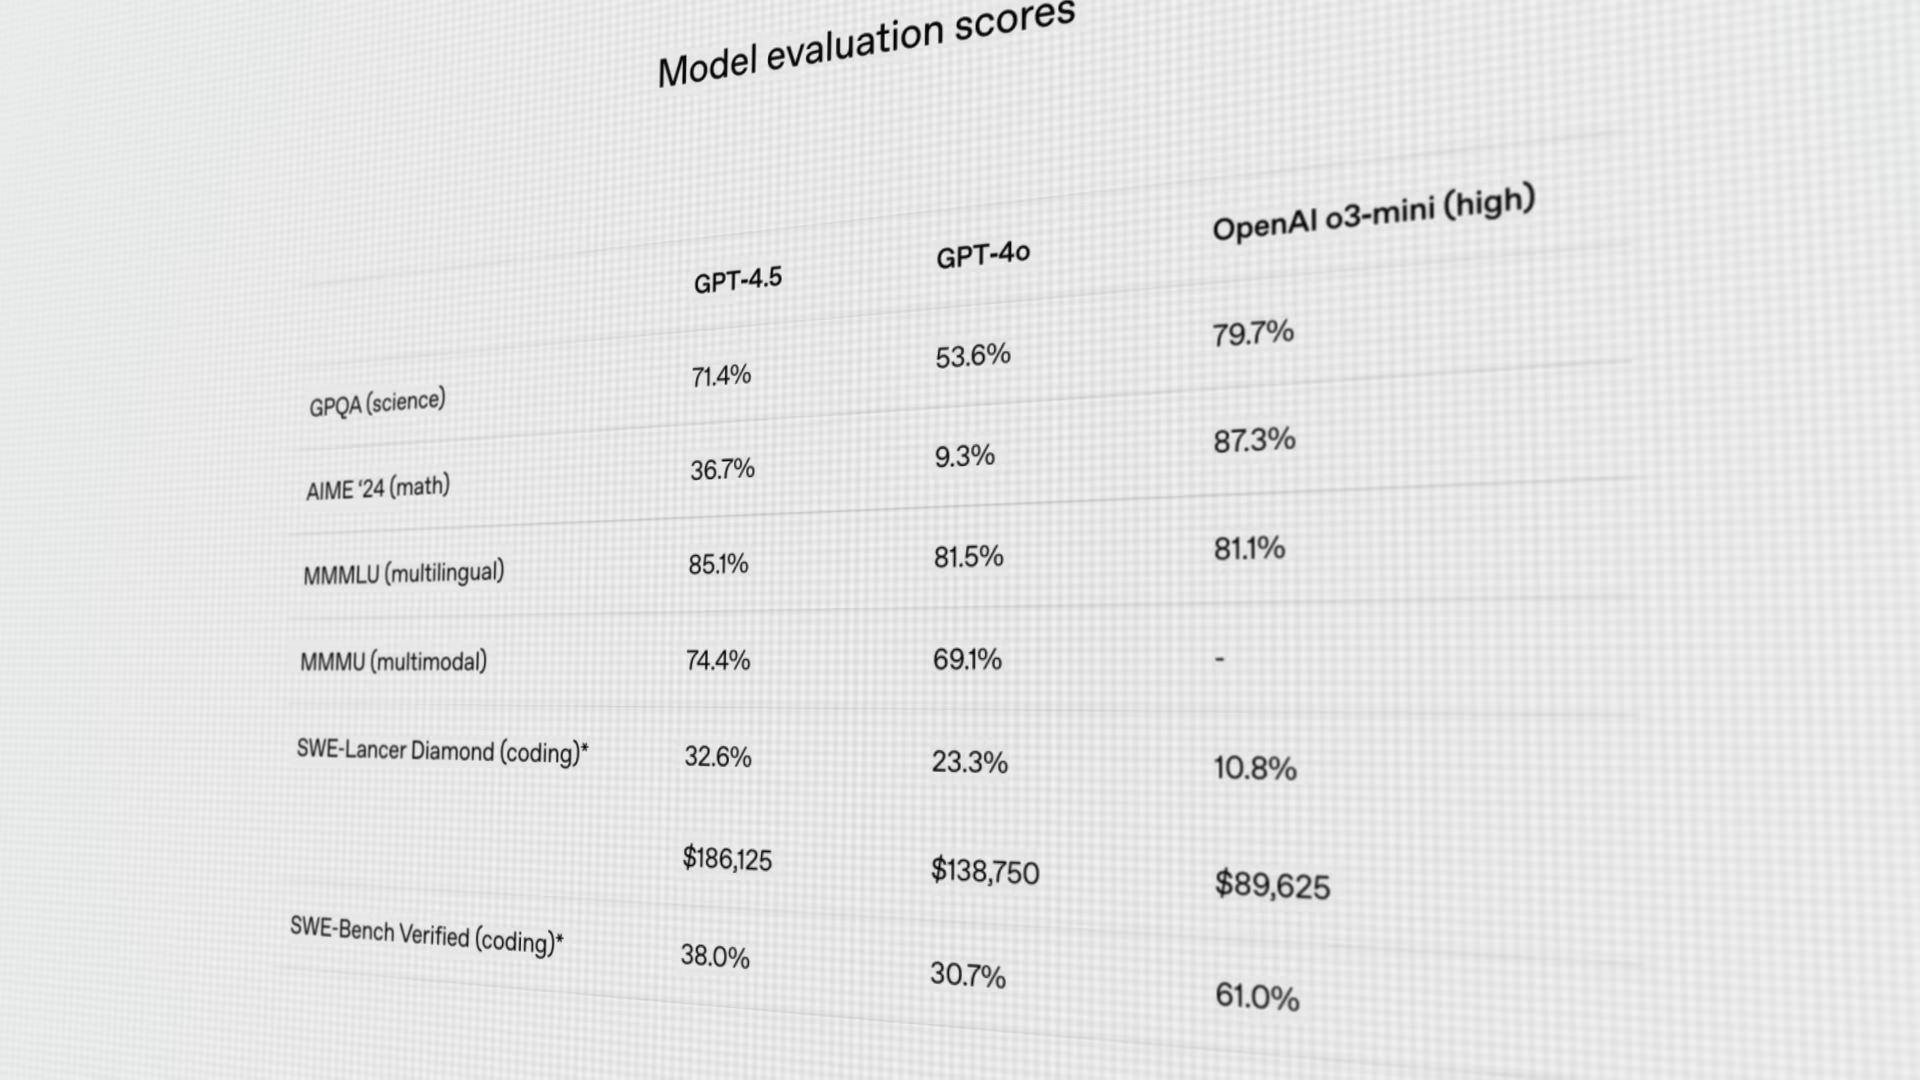 Model evaluation scores
GPT-4.5 GPT-4o OpenAI o3-mini (high)
GPQA (science) 71.4% 53.6% 79.7%
AIME ‘24 (math) 36.7% 9.3% 87.3%
MMMLU (multilingual) 85.1% 81.5% 81.1%
MMMU (multimodal) 74.4% 69.1% -
SWE-Lancer Diamond (coding)* 32.6% 23.3% 10.8%
$186,125 $138,750 $89,625
SWE-Bench Verified (coding)* 38.0% 30.7% 61.0%